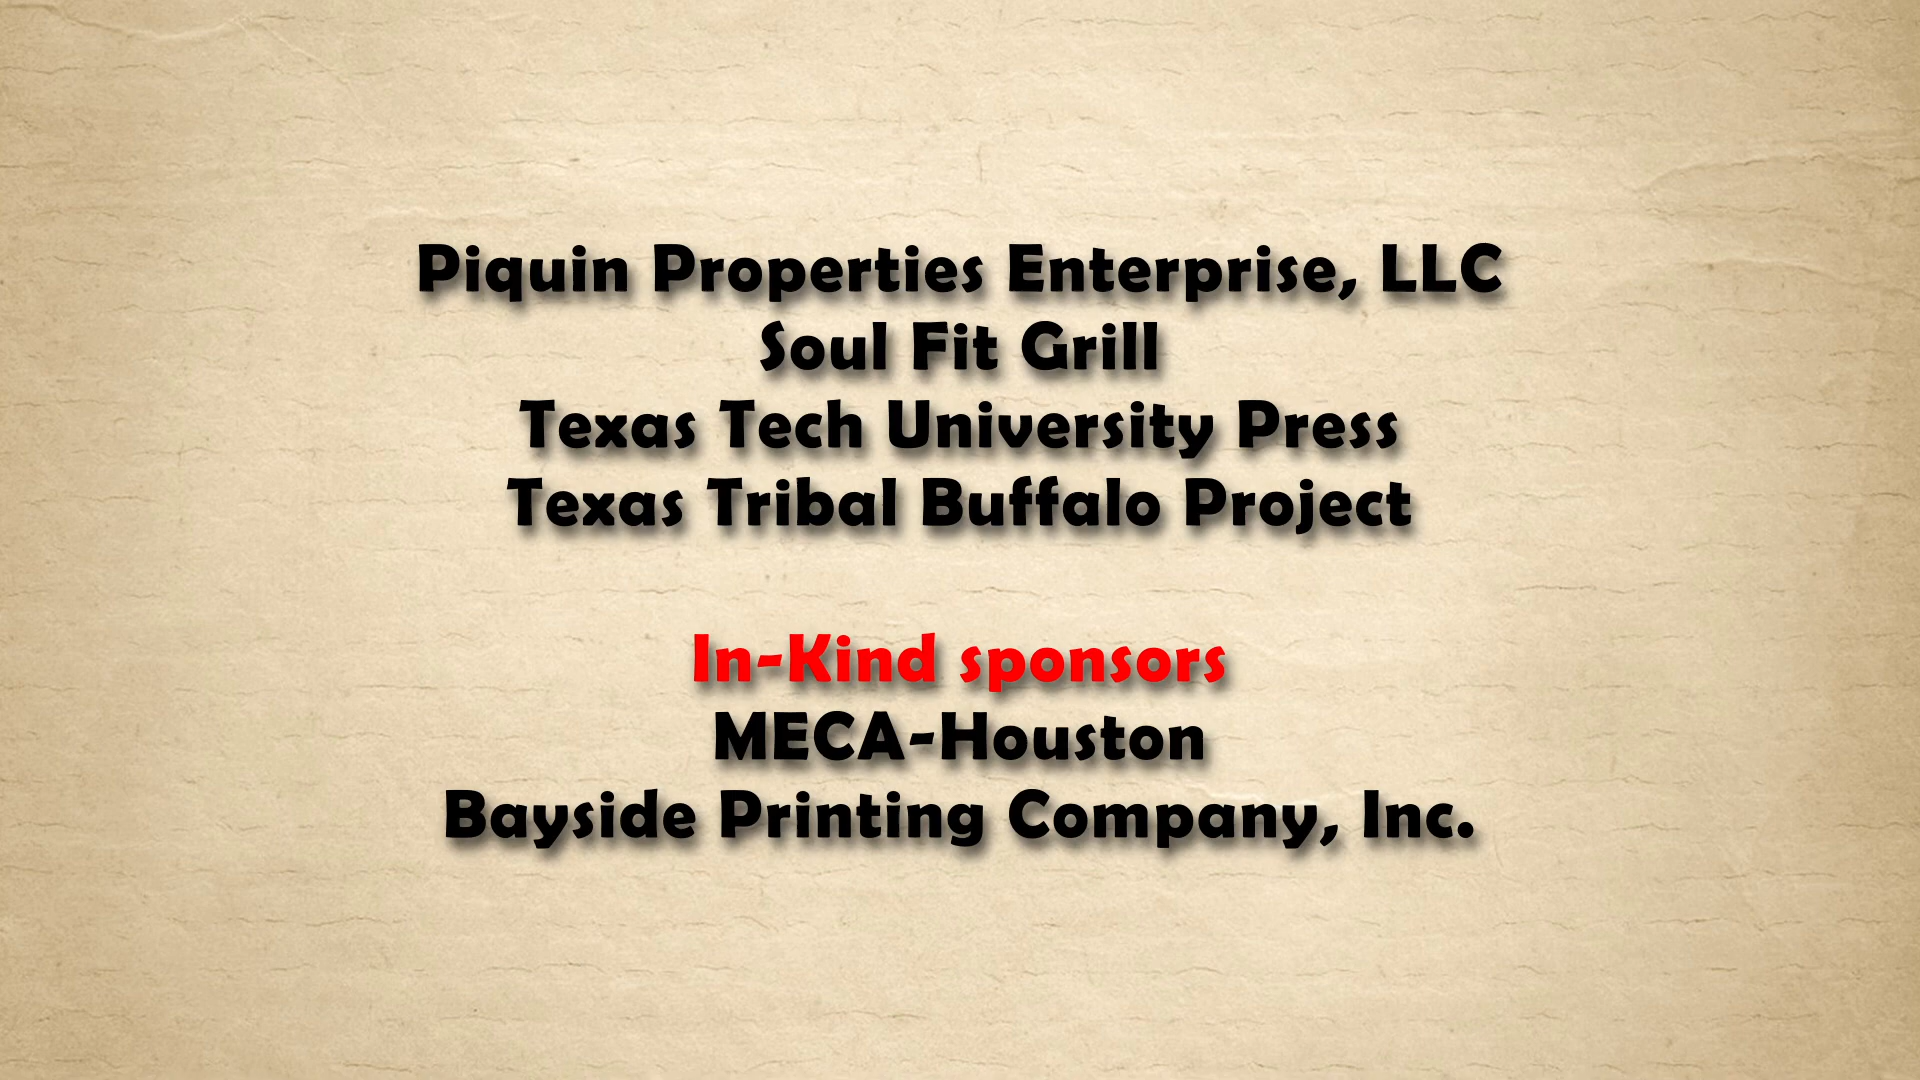 Piquin Properties Enterprise, LLC
Soul Fit Grill
Texas Tech University Press
Texas Tribal Buffalo Project
In-Kind sponsors
MECA-Houston
Bayside Printing Company, Inc.